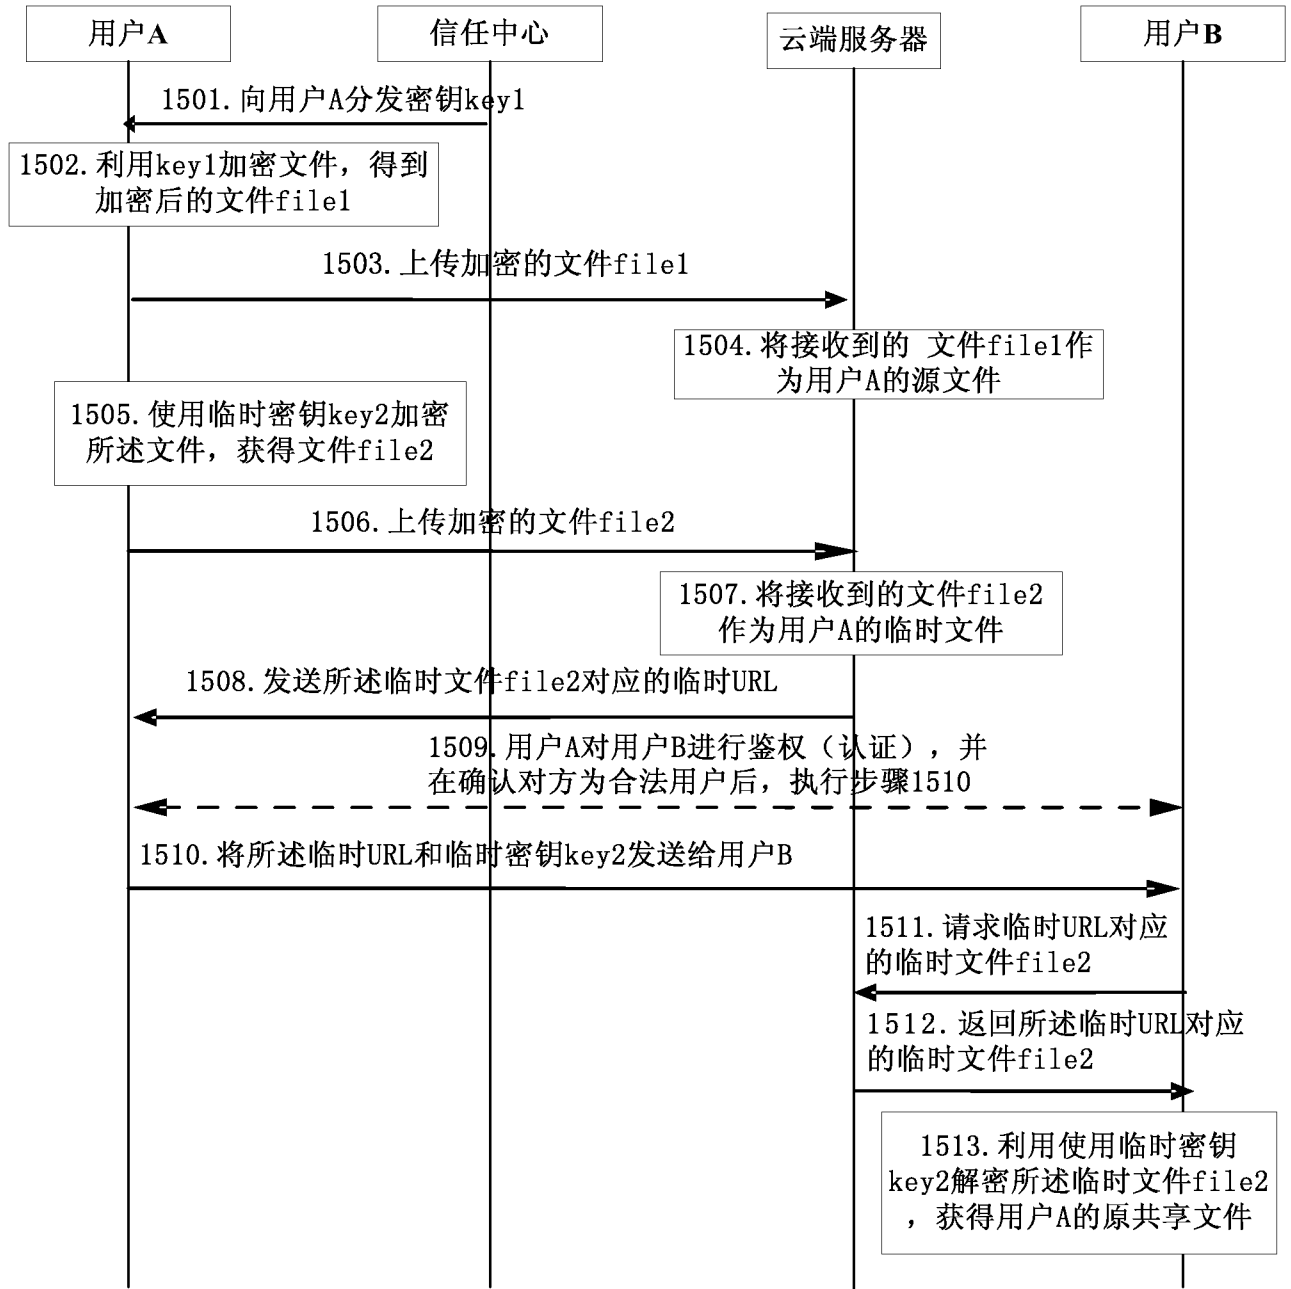 用户A
信任中心
云端服务器
用户B
1501.向用户A分发密钥key1
1502.利用key1加密文件，得到
加密后的文件file1
1503.上传加密的文件file1
1504.将接收到的 文件file1作
为用户A的源文件
1505.使用临时密钥key2加密
所述文件，获得文件file2
1506.上传加密的文件file2
1507.将接收到的文件file2
作为用户A的临时文件
1508.发送所述临时文件file2对应的临时URL
1509.用户A对用户B进行鉴权（认证），并
在确认对方为合法用户后，执行步骤1510
1510.将所述临时URL和临时密钥key2发送给用户B
1511.请求临时URL对应
的临时文件file2
1512.返回所述临时URL对应
的临时文件file2
1513.利用使用临时密钥
key2解密所述临时文件file2
，获得用户A的原共享文件